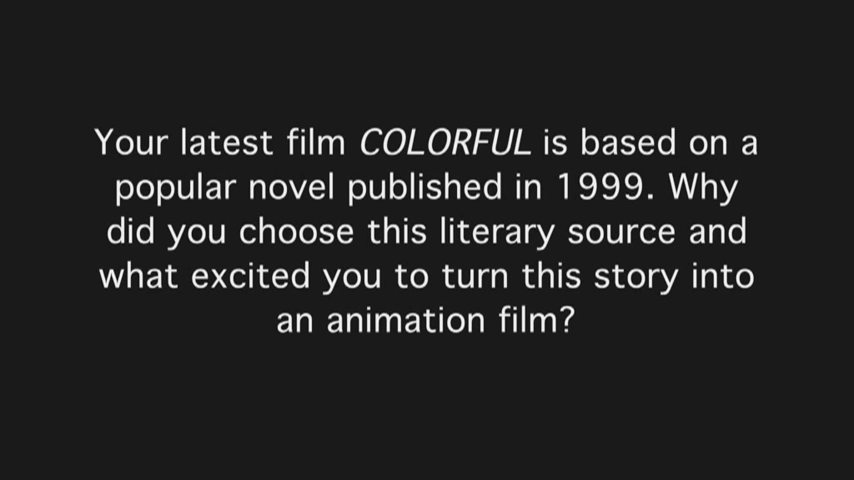 Your latest film COLORFUL is based on a
popular novel published in 1999. Why
did you choose this literary source and
what excited you to turn this story into
an animation film?